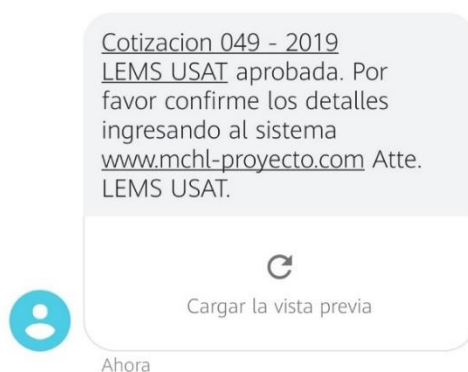 Cotizacion 049 - 2019
LEMS USAT aprobada. Por
favor confirme los detalles
ingresando al sistema
www.mchl-proyecto.com Atte.
LEMS USAT.
Cargar la vista previa
Ahora